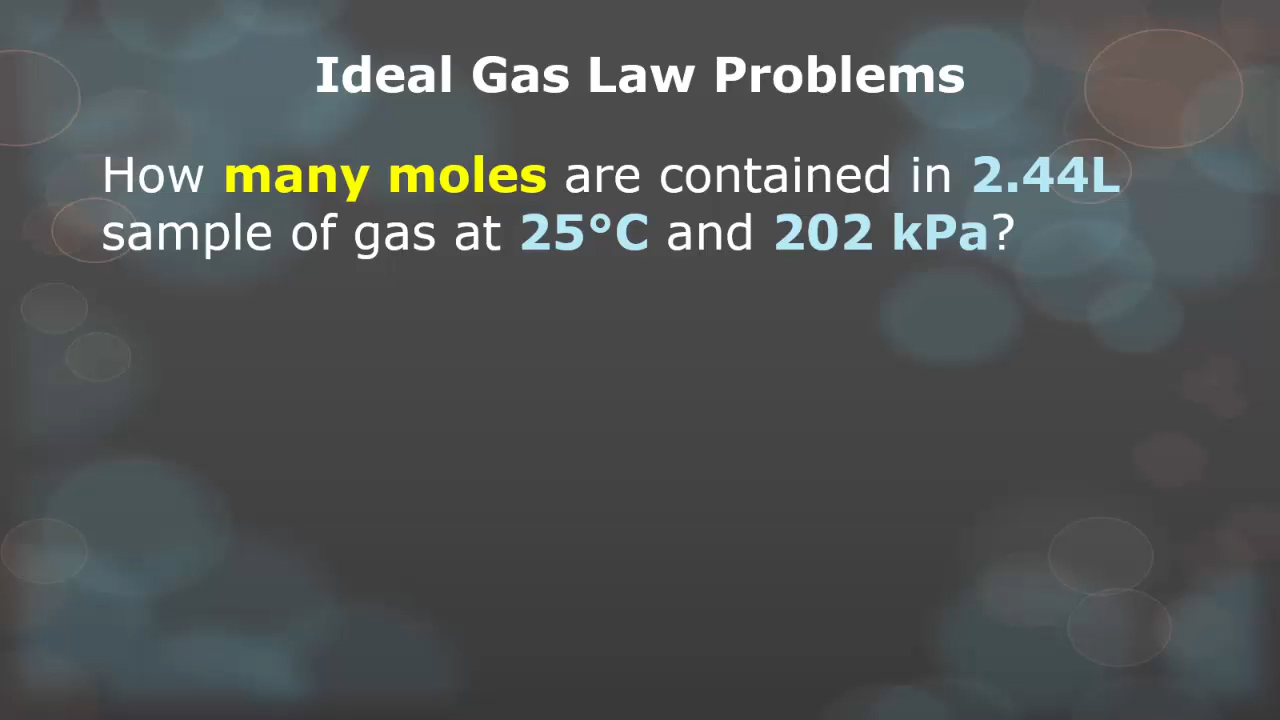 Ideal Gas Law Problems
How many moles are contained in 2.44L
sample of gas at 25°C and 202 kPa?